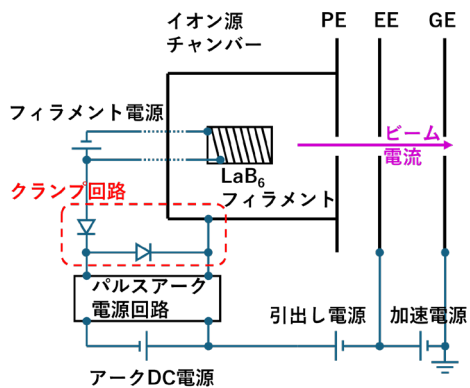 イオン源
チャンバー
PE
EE
GE
フィラメント電源
ビーム
電流
LaB6
フィラメント
クランプ回路
パルスアーク
電源回路
引出し電源
加速電源
アークDC電源